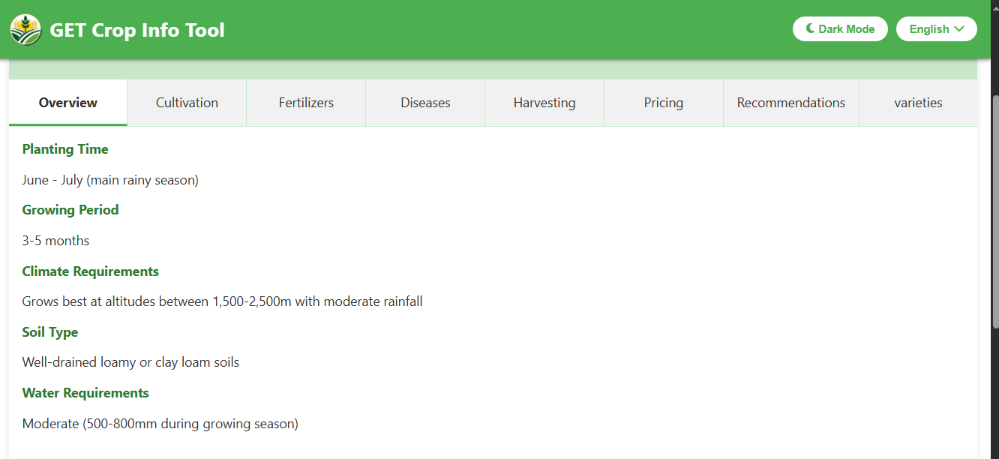 GET Crop Info Tool
Dark Mode
English
Overview
Cultivation
Fertilizers
Diseases
Harvesting
Pricing
Recommendations
varieties
Planting Time
June - July (main rainy season)
Growing Period
3-5 months
Climate Requirements
Grows best at altitudes between 1,500-2,500m with moderate rainfall
Soil Type
Well-drained loamy or clay loam soils
Water Requirements
Moderate (500-800mm during growing season)